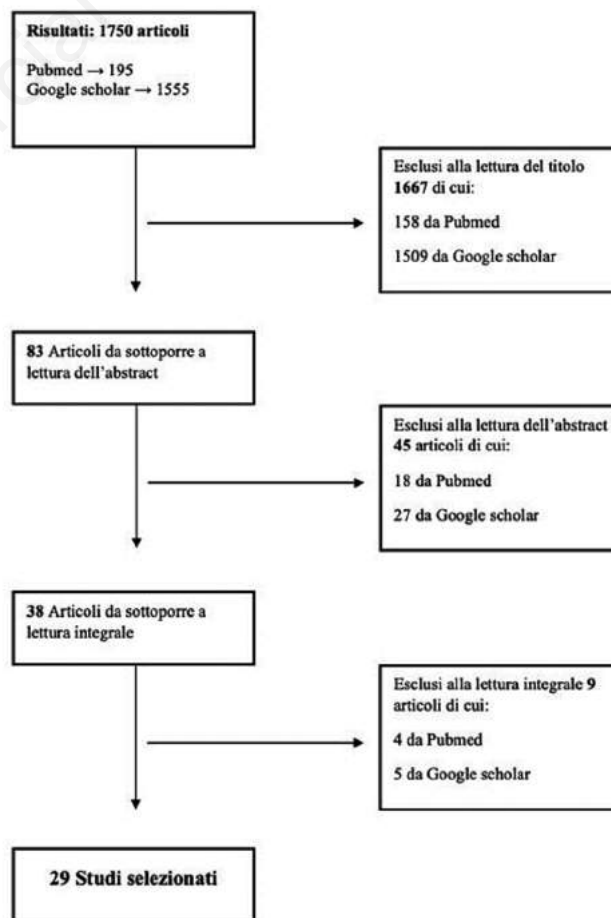 Risultati: 1750 articoli
Pubmed → 195
Google scholar → 1555
Esclusi alla lettura del titolo
1667 di cui:
158 da Pubmed
1509 da Google scholar
83 Articoli da sottoporre a
lettura dell'abstract
Esclusi alla lettura dell'abstract
45 articoli di cui:
18 da Pubmed
27 da Google scholar
38 Articoli da sottoporre a
lettura integrale
Esclusi alla lettura integrale 9
articoli di cui:
4 da Pubmed
5 da Google scholar
29 Studi selezionati